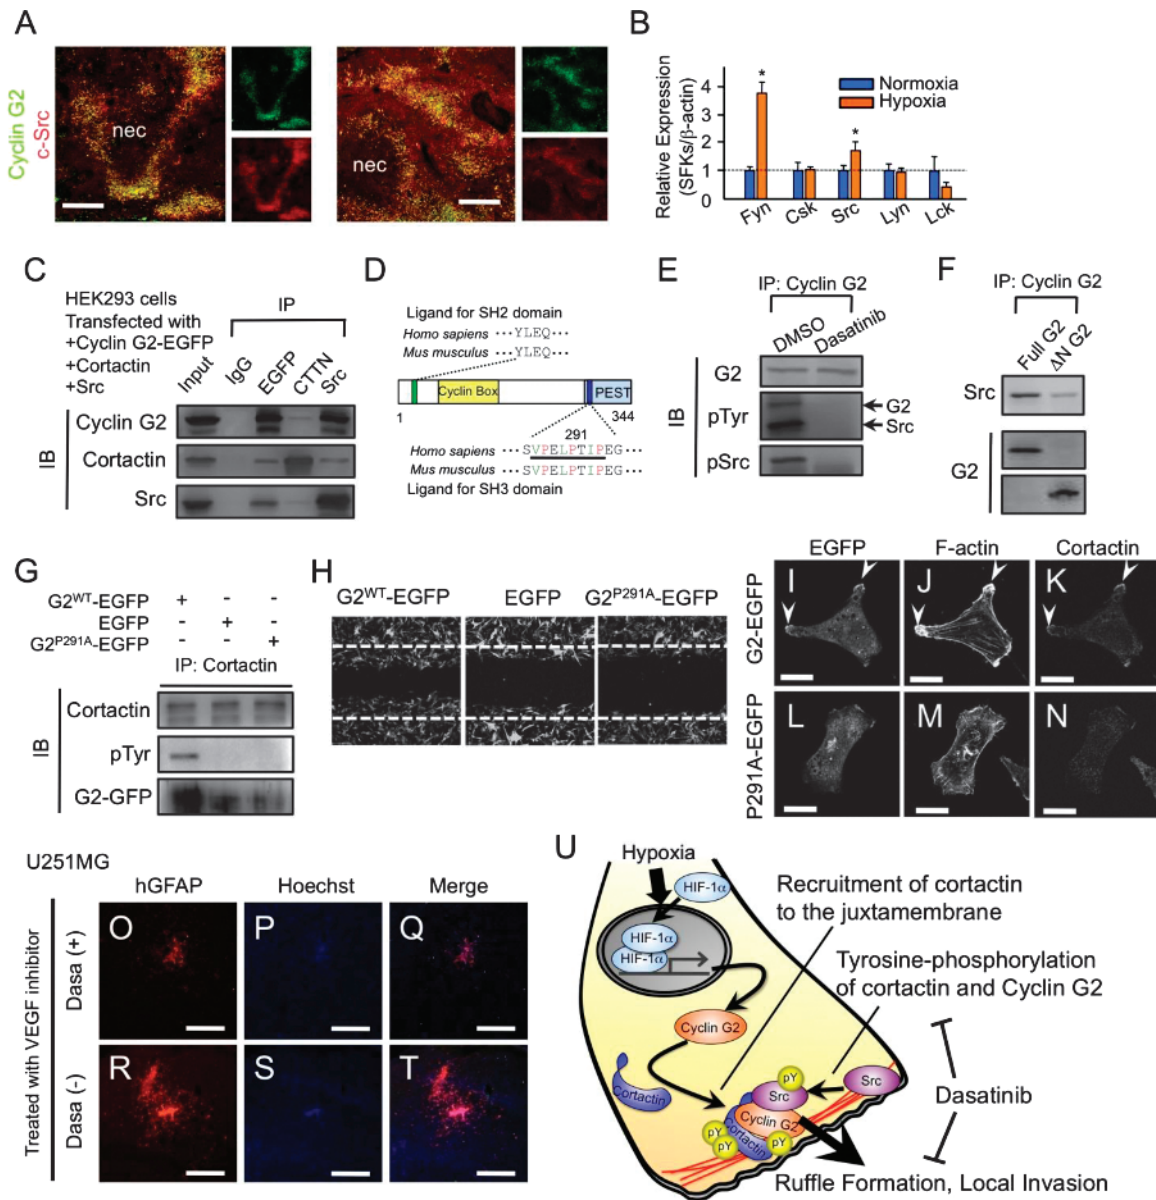 A
Cyclin G2
c-Src
nec
nec
B
Relative Expression
(SFKs/β-actin)
4
3
2
1
0
Normoxia
Hypoxia
*
*
Fyn
Csk
Src
Lyn
Lck
C
HEK293 cells
Transfected with
+Cyclin G2-EGFP
+Cortactin
+Src
IP
Input
IgG
EGFP
CTTN
Src
IB
Cyclin G2
Cortactin
Src
D
Ligand for SH2 domain
Homo sapiens ···YLEQ···
Mus musculus ···YLEQ···
Cyclin Box
PEST
1
344
291
Homo sapiens ···SVPELPTIPEG···
Mus musculus ···SVPELPTIPEG···
Ligand for SH3 domain
E
IP: Cyclin G2
DMSO
Dasatinib
IB
G2
pTyr
G2
Src
pSrc
F
IP: Cyclin G2
Full G2
ΔN G2
Src
G2
G
G2WT-EGFP + - -
EGFP - + -
G2P291A-EGFP - - +
IP: Cortactin
IB
Cortactin
pTyr
G2-GFP
H
G2WT-EGFP
EGFP
G2P291A-EGFP
EGFP
F-actin
Cortactin
G2-EGFP
I
J
K
P291A-EGFP
L
M
N
U251MG
hGFAP
Hoechst
Merge
Treated with VEGF inhibitor
Dasa (+)
O
P
Q
Dasa (-)
R
S
T
U
Hypoxia
HIF-1α
HIF-1α
HIF-1α
Cyclin G2
Cortactin
pY
Src
Src
Cyclin G2
Cortactin
pY
pY
pY
Recruitment of cortactin
to the juxtamembrane
Tyrosine-phosphorylation
of cortactin and Cyclin G2
Dasatinib
Ruffle Formation, Local Invasion